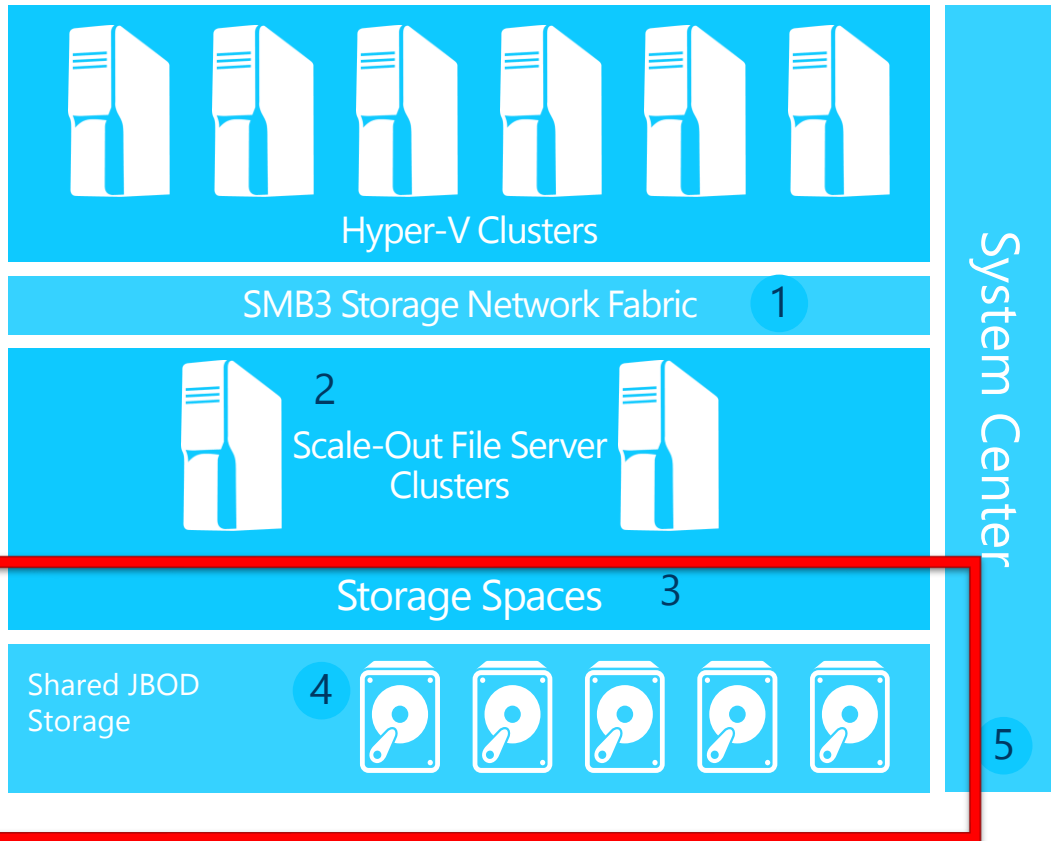 Hyper-V Clusters
SMB3 Storage Network Fabric 1
2
Scale-Out File Server
Clusters
Storage Spaces 3
Shared JBOD
Storage
4
System Center
5